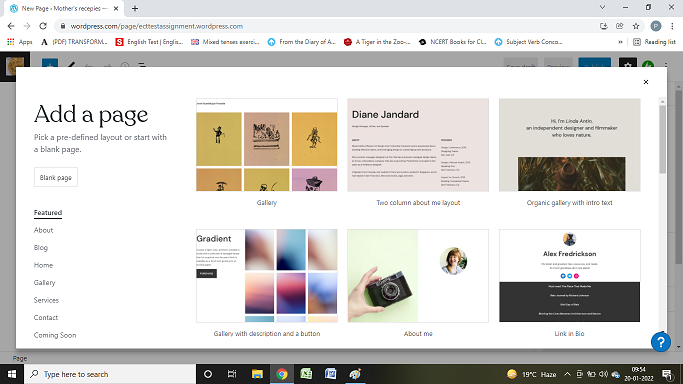 New Page ‹ Mother's recepies — 
wordpress.com/page/ecttestassignment.wordpress.com
Apps
(PDF) TRANSFORM...
English Test | Englis...
Mixed tenses exerci...
From the Diary of A...
A Tiger in the Zoo-...
NCERT Books for Cl...
Subject Verb Conco...
Reading list
Add a page
Pick a pre-defined layout or start with
a blank page.
Blank page
Featured
About
Blog
Home
Gallery
Services
Contact
Coming Soon
Gallery
Diane Jandard
Two column about me layout
Hi, I'm Linda Antin,
an independent designer and filmmaker
who loves nature.
Organic gallery with intro text
Gradient
Gallery with description and a button
About me
Alex Fredrickson
Link in Bio
Page
Type here to search
19°C Haze
09:54
20-01-2022